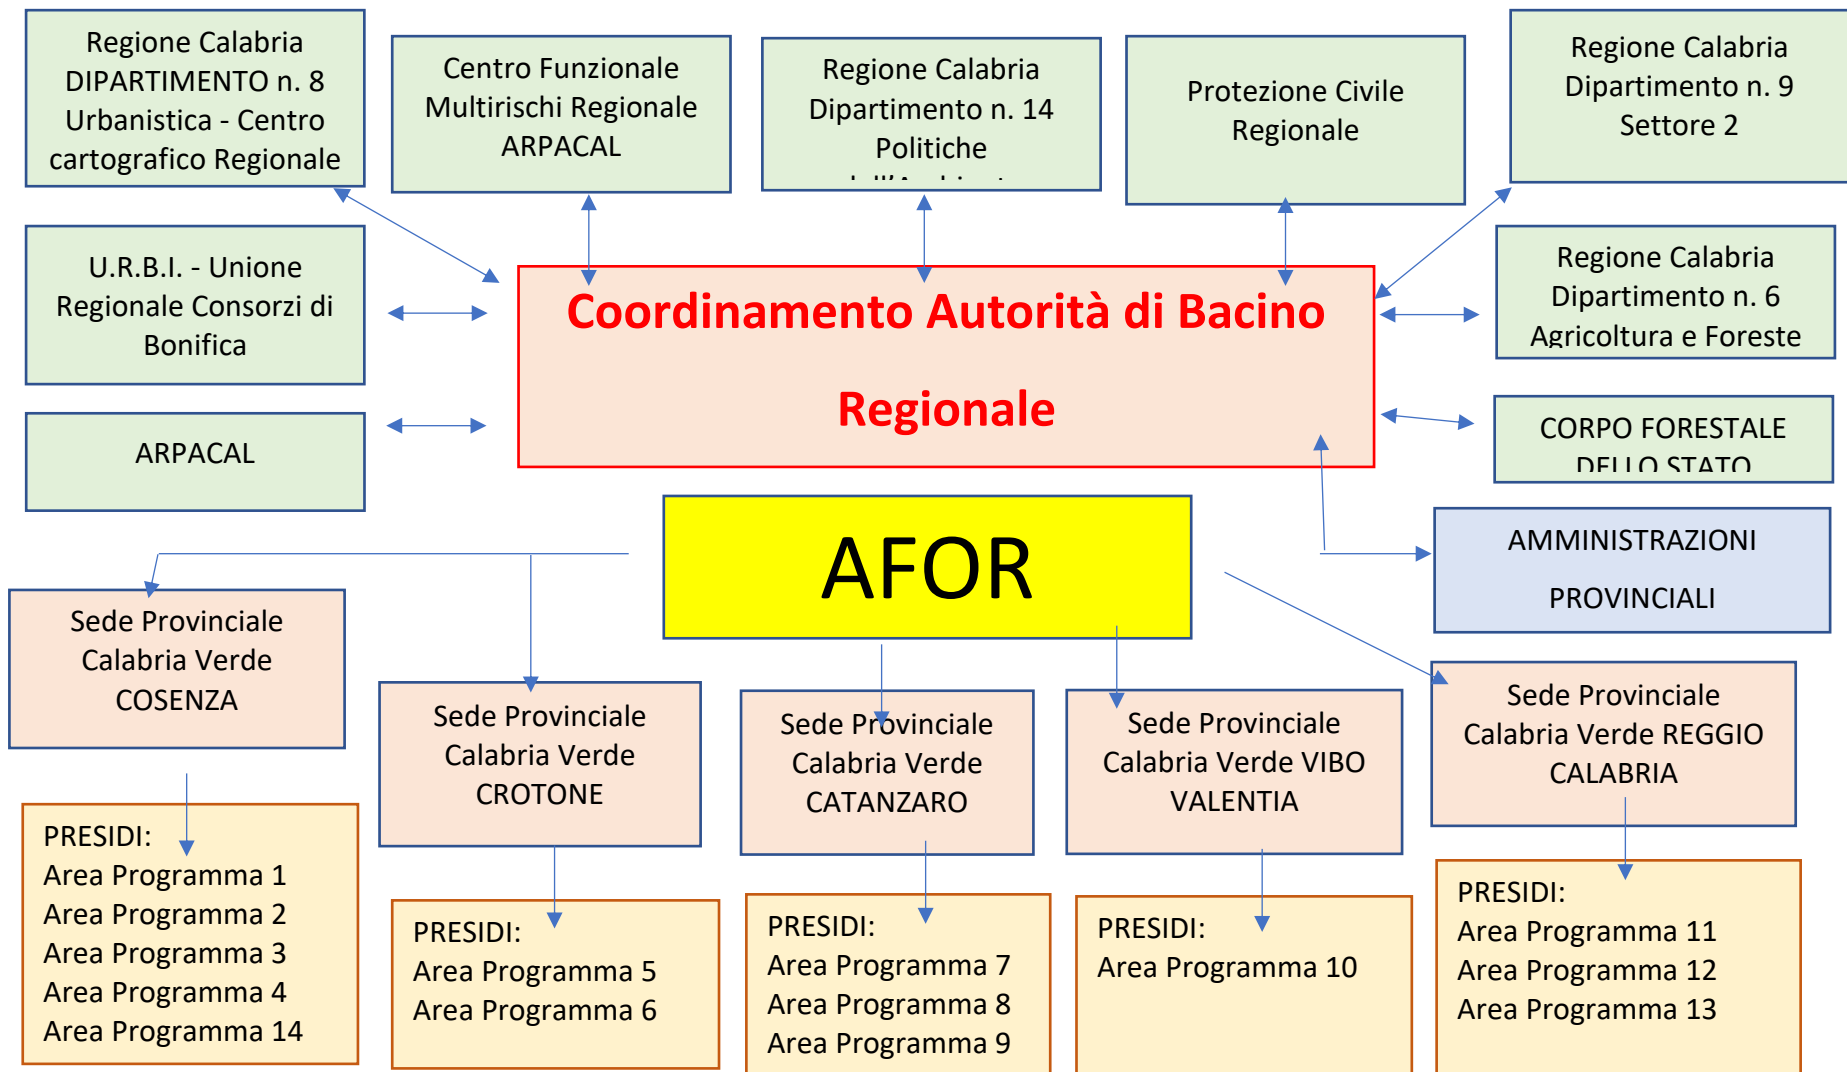 Regione Calabria
DIPARTIMENTO n. 8
Urbanistica - Centro
cartografico Regionale
Centro Funzionale
Multirischi Regionale
ARPACAL
Regione Calabria
Dipartimento n. 14
Politiche
Protezione Civile
Regionale
Regione Calabria
Dipartimento n. 9
Settore 2
U.R.B.I. - Unione
Regionale Consorzi di
Bonifica
Coordinamento Autorità di Bacino
Regionale
Regione Calabria
Dipartimento n. 6
Agricoltura e Foreste
ARPACAL
CORPO FORESTALE
DELLO STATO
AFOR
AMMINISTRAZIONI
PROVINCIALI
Sede Provinciale
Calabria Verde
COSENZA
Sede Provinciale
Calabria Verde
CROTONE
Sede Provinciale
Calabria Verde
CATANZARO
Sede Provinciale
Calabria Verde VIBO
VALENTIA
Sede Provinciale
Calabria Verde REGGIO
CALABRIA
PRESIDI:
Area Programma 1
Area Programma 2
Area Programma 3
Area Programma 4
Area Programma 14
PRESIDI:
Area Programma 5
Area Programma 6
PRESIDI:
Area Programma 7
Area Programma 8
Area Programma 9
PRESIDI:
Area Programma 10
PRESIDI:
Area Programma 11
Area Programma 12
Area Programma 13